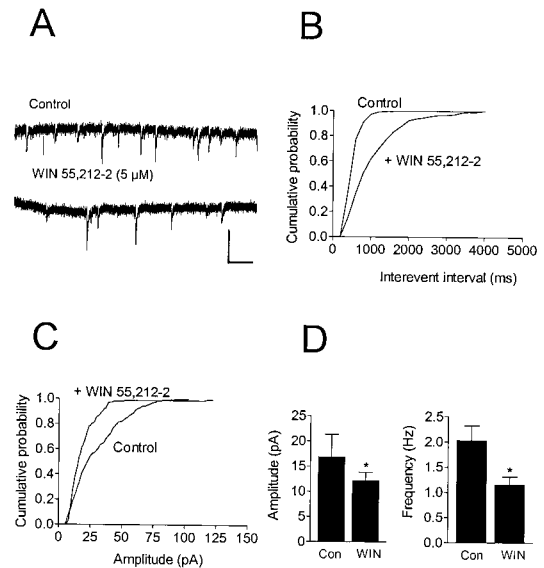 A
Control
WIN 55,212-2 (5 µM)
B
Cumulative probability
1.0
0.8
0.6
0.4
0.2
0.0
Control
+ WIN 55,212-2
0 1000 2000 3000 4000 5000
Interevent interval (ms)
C
Cumulative probability
1.0
0.8
0.6
0.4
0.2
0.0
+ WIN 55,212-2
Control
0 25 50 75 100 125 150
Amplitude (pA)
D
Amplitude (pA)
25
20
15
10
5
0
*
Con WIN
Frequency (Hz)
2.5
2.0
1.5
1.0
0.5
0.0
*
Con WIN